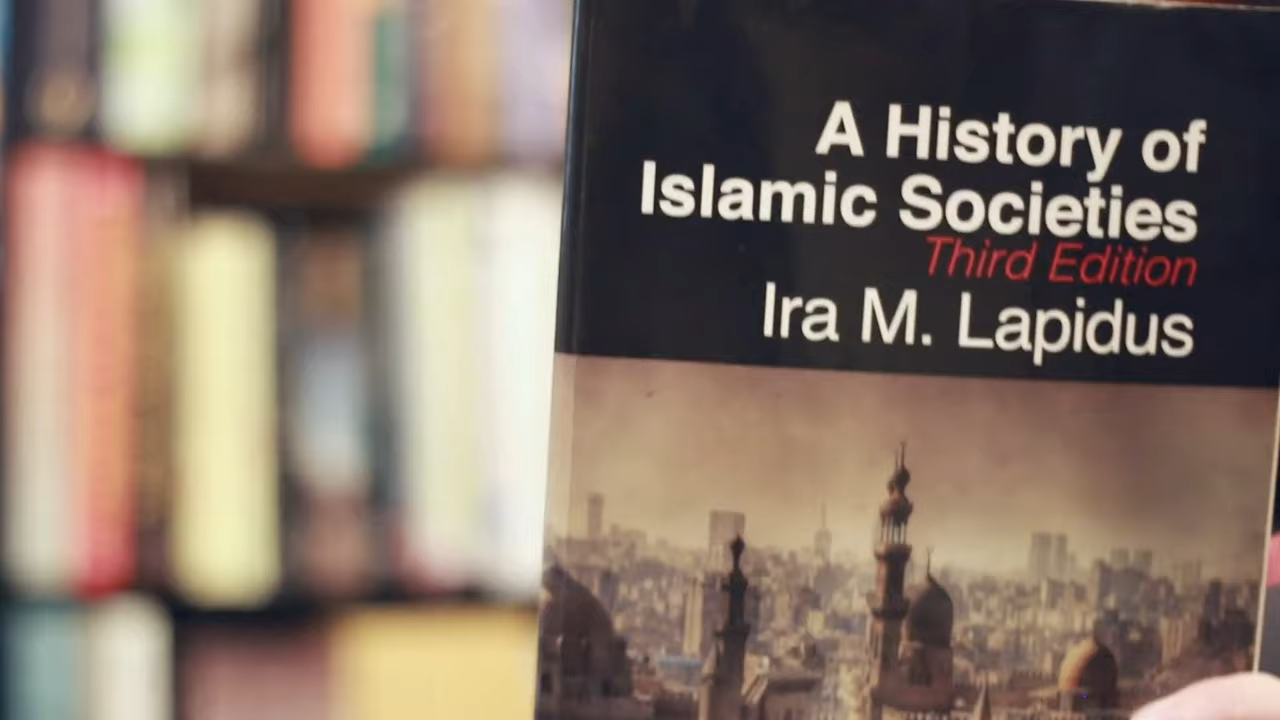 A History of
Islamic Societies
Third Edition
Ira M. Lapidus